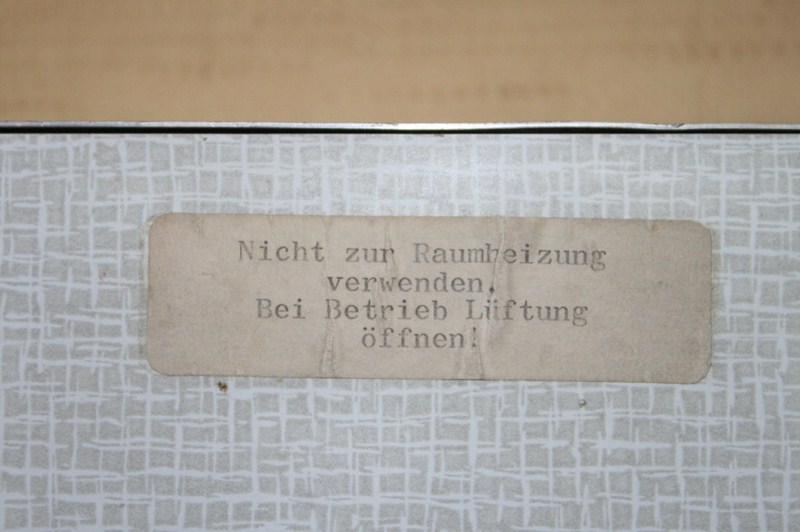 Nicht zur Raumheizung
verwenden.
Bei Betrieb Lüftung
öffnen!